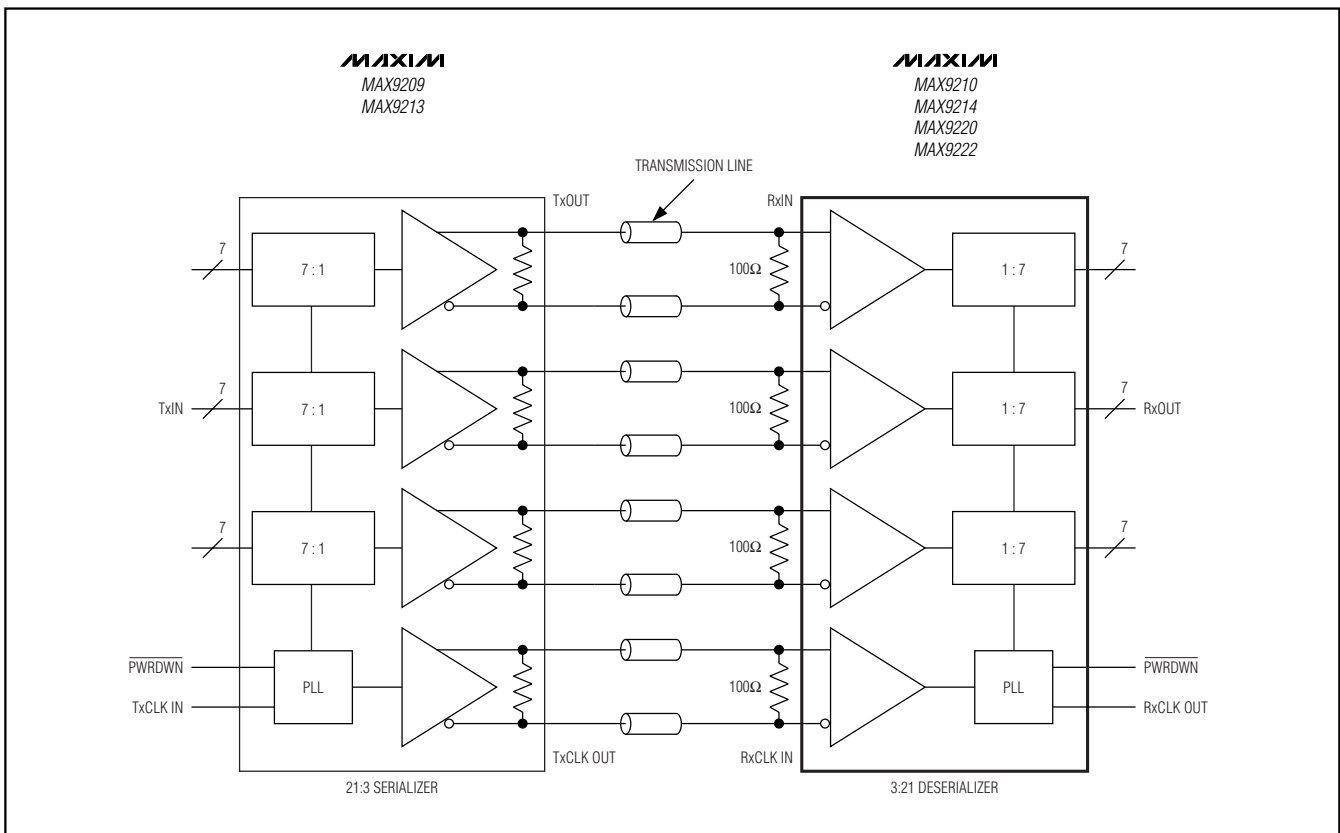 MAXIM
MAX9209
MAX9213
MAXIM
MAX9210
MAX9214
MAX9220
MAX9222
TRANSMISSION LINE
TxOUT
RxIN
7
7 : 1
100Ω
1 : 7
7
TxIN
7
7 : 1
100Ω
1 : 7
7
RxOUT
7
7 : 1
100Ω
1 : 7
7
PWRDWN
TxCLK IN
PLL
100Ω
PLL
PWRDWN
RxCLK OUT
TxCLK OUT
RxCLK IN
21:3 SERIALIZER
3:21 DESERIALIZER